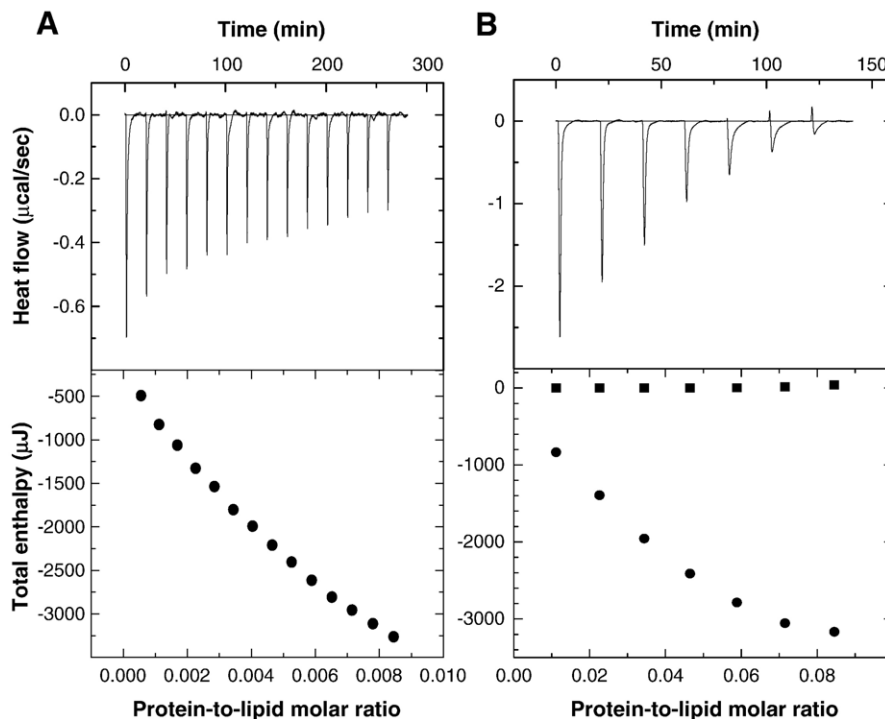 A
Time (min)
0 100 200 300
Heat flow (μcal/sec)
0.0
-0.2
-0.4
-0.6
Total enthalpy (μJ)
-500
-1000
-1500
-2000
-2500
-3000
0.000 0.002 0.004 0.006 0.008 0.010
Protein-to-lipid molar ratio
B
Time (min)
0 50 100 150
0
-1
-2
0
-1000
-2000
-3000
0.00 0.02 0.04 0.06 0.08
Protein-to-lipid molar ratio